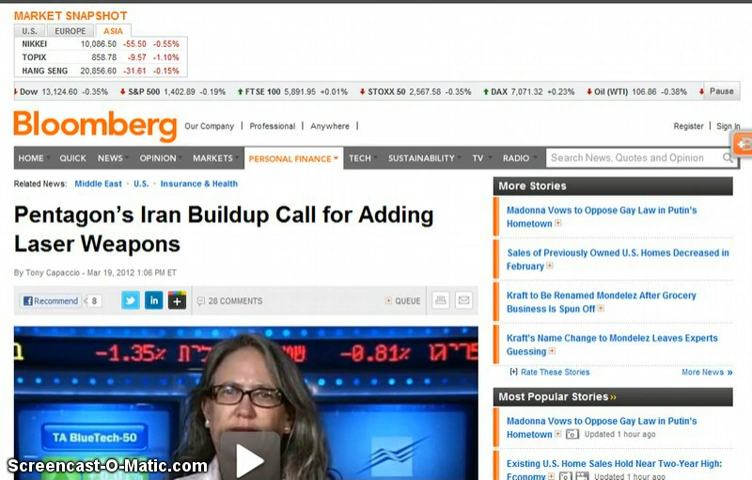 MARKET SNAPSHOT
U.S. EUROPE ASIA
NIKKEI 10,086.50 -55.50 -0.55%
TOPIX 858.78 -9.57 -1.10%
HANG SENG 20,856.60 -31.61 -0.15%
Dow 13,124.60 -0.35% S&P 500 1,402.89 -0.19% FTSE 100 5,891.95 +0.01% STOXX 50 2,567.58 -0.35% DAX 7,071.32 +0.23% Oil (WTI) 106.86 -0.38% Pause
Bloomberg Our Company | Professional | Anywhere | Register | Sign In
HOME QUICK NEWS OPINION MARKETS PERSONAL FINANCE TECH SUSTAINABILITY TV RADIO Search News, Quotes and Opinion
Related News: Middle East · U.S. · Insurance & Health
Pentagon's Iran Buildup Call for Adding
Laser Weapons
By Tony Capaccio - Mar 19, 2012 1:06 PM ET
Recommend 8 in 28 COMMENTS QUEUE
-1.35% -0.81%
TA BlueTech-50
Screencast-O-Matic.com
More Stories
Madonna Vows to Oppose Gay Law in Putin's
Hometown
Sales of Previously Owned U.S. Homes Decreased in
February
Kraft to Be Renamed Mondelez After Grocery
Business Is Spun Off
Kraft's Name Change to Mondelez Leaves Experts
Guessing
[+] Rate These Stories More News »
Most Popular Stories »
Madonna Vows to Oppose Gay Law in Putin's
Hometown Updated 1 hour ago
Existing U.S. Home Sales Hold Near Two-Year High:
Economy Updated 1 hour ago